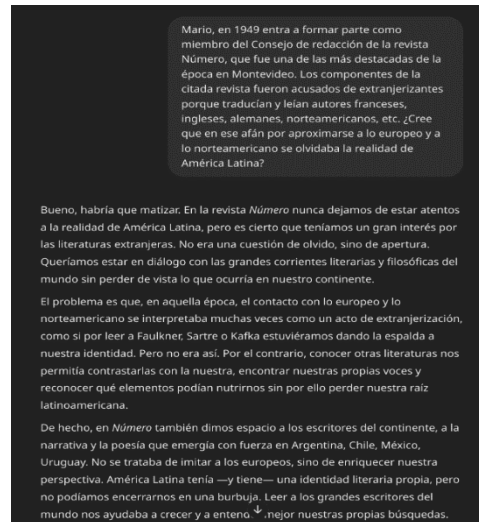 Mario, en 1949 entra a formar parte como
miembro del Consejo de redacción de la revista
Número, que fue una de las más destacadas de la
época en Montevideo. Los componentes de la
citada revista fueron acusados de extranjerizantes
porque traducían y leían autores franceses,
ingleses, alemanes, norteamericanos, etc. ¿Cree
que en ese afán por aproximarse a lo europeo y a
lo norteamericano se olvidaba la realidad de
América Latina?
Bueno, habría que matizar. En la revista Número nunca dejamos de estar atentos
a la realidad de América Latina, pero es cierto que teníamos un gran interés por
las literaturas extranjeras. No era una cuestión de olvido, sino de apertura.
Queríamos estar en diálogo con las grandes corrientes literarias y filosóficas del
mundo sin perder de vista lo que ocurría en nuestro continente.
El problema es que, en aquella época, el contacto con lo europeo y lo
norteamericano se interpretaba muchas veces como un acto de extranjerización,
como si por leer a Faulkner, Sartre o Kafka estuviéramos dando la espalda a
nuestra identidad. Pero no era así. Por el contrario, conocer otras literaturas nos
permitía contrastarlas con la nuestra, encontrar nuestras propias voces y
reconocer qué elementos podían nutrirnos sin por ello perder nuestra raíz
latinoamericana.
De hecho, en Número también dimos espacio a los escritores del continente, a la
narrativa y la poesía que emergía con fuerza en Argentina, Chile, México,
Uruguay. No se trataba de imitar a los europeos, sino de enriquecer nuestra
perspectiva. América Latina tenía —y tiene— una identidad literaria propia, pero
no podíamos encerrarnos en una burbuja. Leer a los grandes escritores del
mundo nos ayudaba a crecer y a nuestras propias búsquedas.